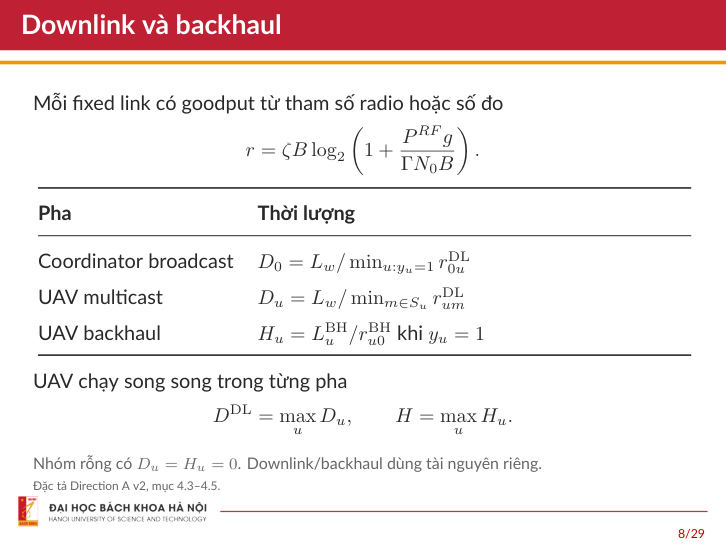 Downlink và backhaul
Mỗi fixed link có goodput từ tham số radio hoặc số đo
r = ζB log₂ (1 + P^{RF} g / ΓN₀B).
Pha Thời lượng
Coordinator broadcast D₀ = L_w / min_{u:y_u=1} r_{0u}^{DL}
UAV multicast D_u = L_w / min_{m∈S_u} r_{um}^{DL}
UAV backhaul H_u = L_u^{BH} / r_{u0}^{BH} khi y_u = 1
UAV chạy song song trong từng pha
D^{DL} = max_u D_u, H = max_u H_u.
Nhóm rỗng có D_u = H_u = 0. Downlink/backhaul dùng tài nguyên riêng.
Đặc tả Direction A v2, mục 4.3–4.5.
ĐẠI HỌC BÁCH KHOA HÀ NỘI
HANOI UNIVERSITY OF SCIENCE AND TECHNOLOGY
8/29